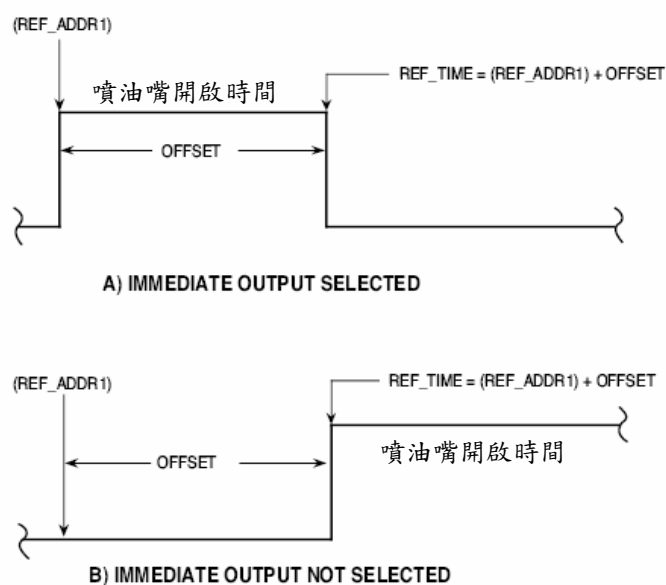 (REF_ADDR1)
REF_TIME = (REF_ADDR1) + OFFSET
噴油嘴開啟時間
OFFSET
A) IMMEDIATE OUTPUT SELECTED
(REF_ADDR1)
REF_TIME = (REF_ADDR1) + OFFSET
OFFSET
噴油嘴開啟時間
B) IMMEDIATE OUTPUT NOT SELECTED